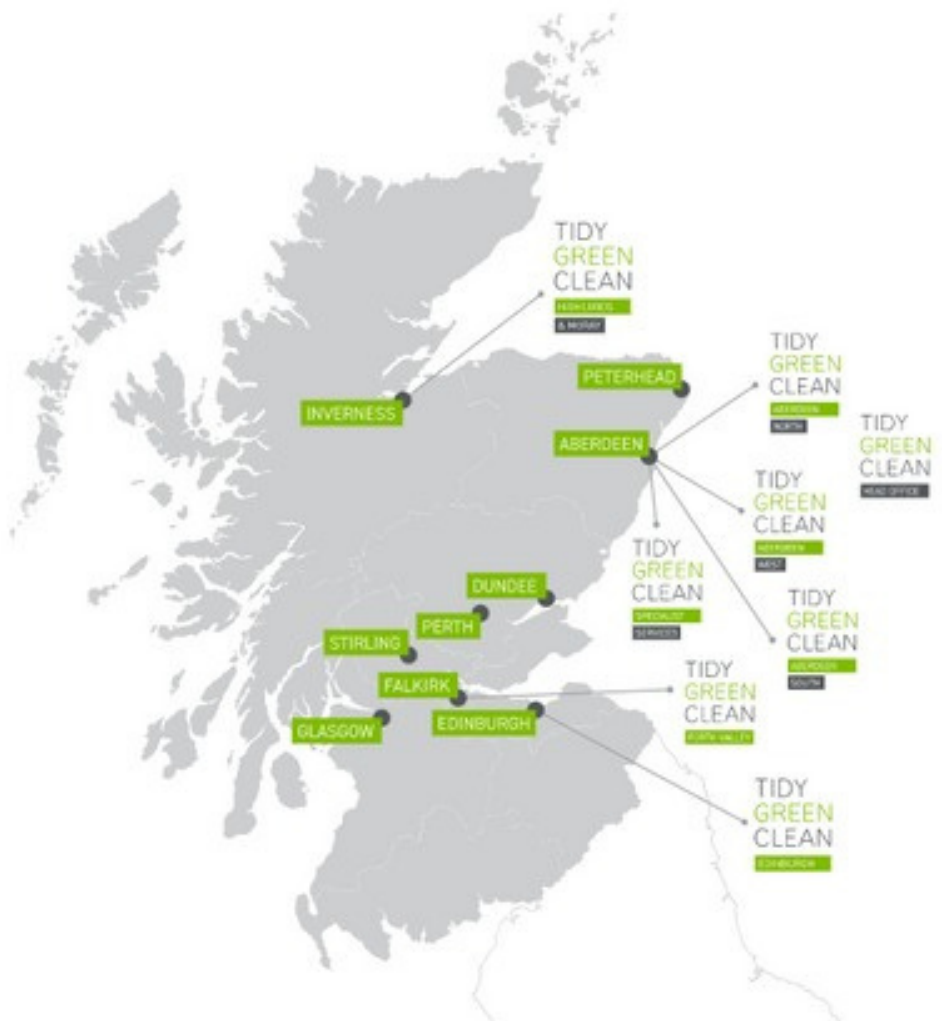 TIDY
GREEN
CLEAN
HIGHLANDS
& MORAY
PETERHEAD
INVERNESS
ABERDEEN
TIDY
GREEN
CLEAN
ABERDEEN
NORTH
TIDY
GREEN
CLEAN
HEAD OFFICE
TIDY
GREEN
CLEAN
ABERDEEN
WEST
TIDY
GREEN
CLEAN
SPECIALIST
SERVICES
TIDY
GREEN
CLEAN
ABERDEEN
SOUTH
DUNDEE
PERTH
STIRLING
FALKIRK
GLASGOW
EDINBURGH
TIDY
GREEN
CLEAN
FORTH VALLEY
TIDY
GREEN
CLEAN
EDINBURGH